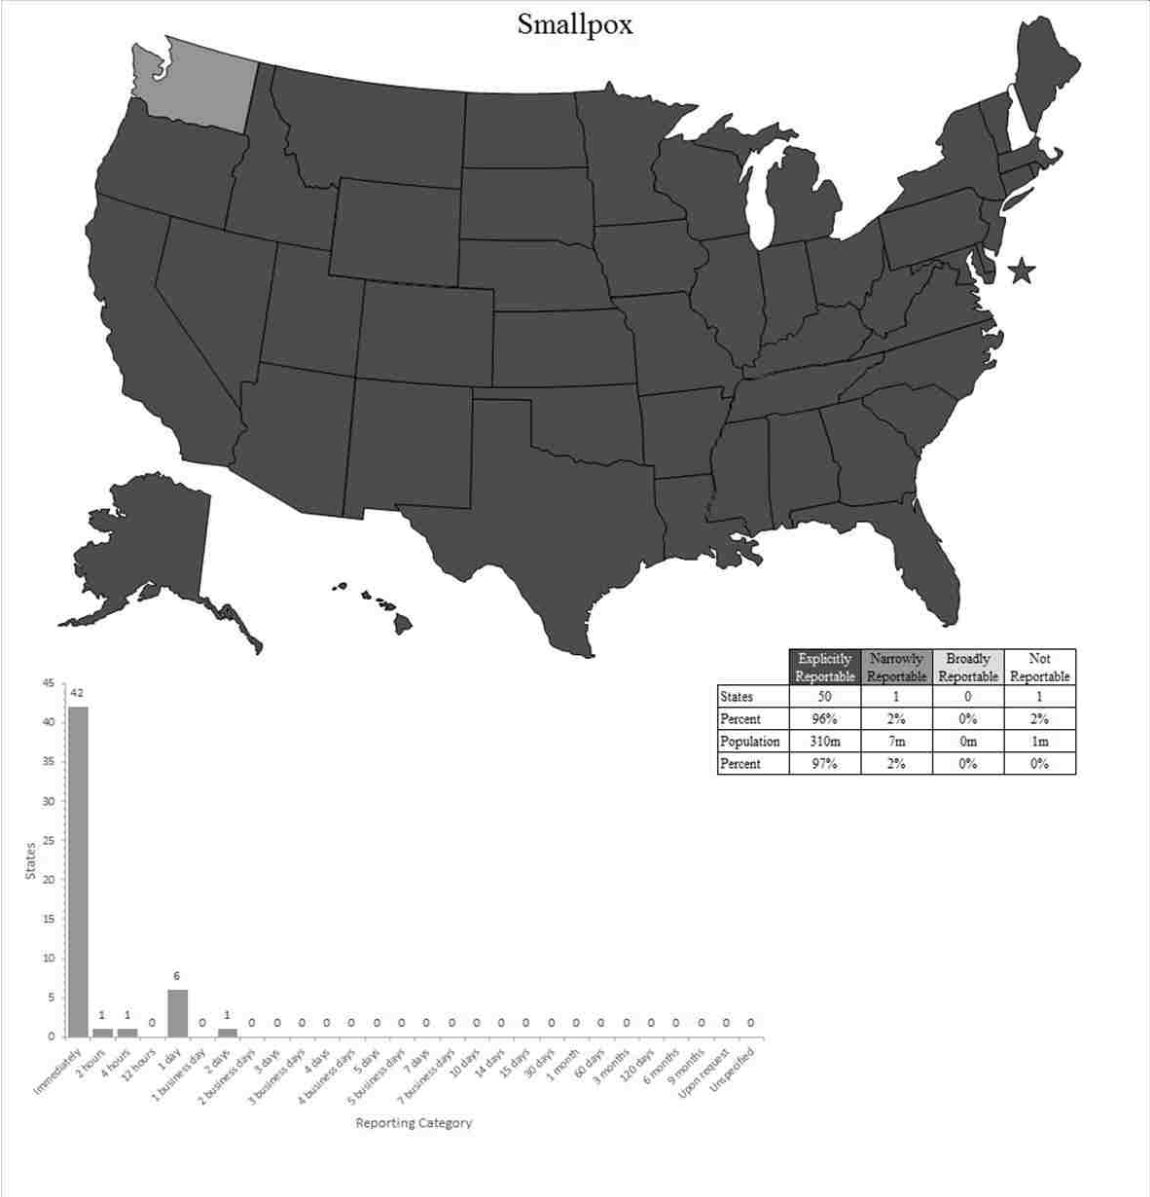 Smallpox
Explicitly Reportable Narrowly Reportable Broadly Reportable Not Reportable
States 50 1 0 1
Percent 96% 2% 0% 2%
Population 310m 7m 0m 1m
Percent 97% 2% 0% 0%
45
40
35
30
25
20
15
10
5
0
States
42 1 1 0 6 0 1 0 0 0 0 0 0 0 0 0 0 0 0 0 0 0 0 0 0 0 0 0
Immediately
2 hours
4 hours
12 hours
1 day
1 business day
2 days
2 business days
3 days
3 business days
4 days
4 business days
5 days
5 business days
7 days
7 business days
10 days
14 days
15 days
30 days
1 month
60 days
3 months
120 days
6 months
9 months
Upon request
Unspecified
Reporting Category